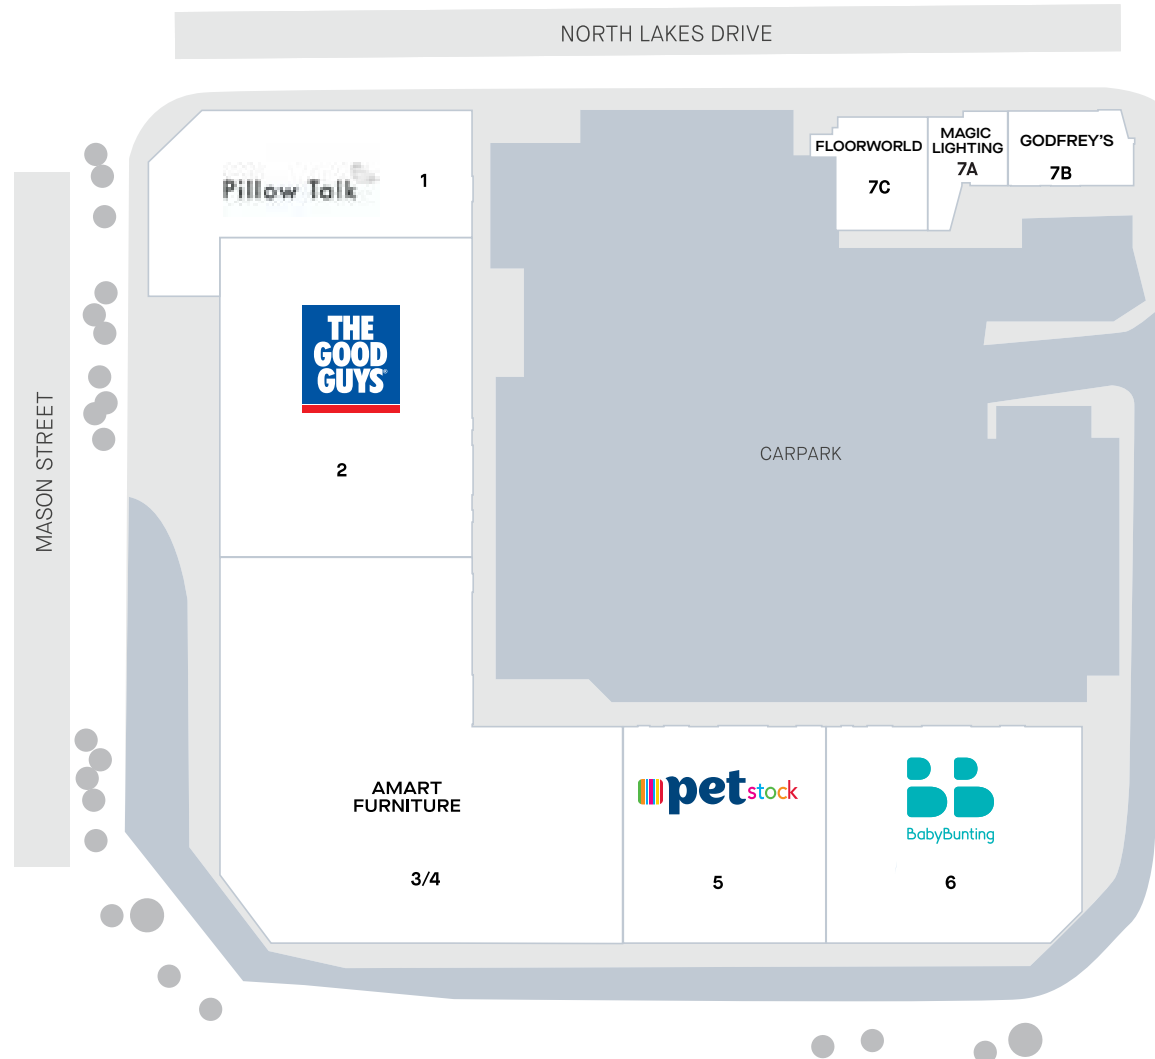 NORTH LAKES DRIVE
MASON STREET
Pillow Talk
1
FLOORWORLD
7C
MAGIC
LIGHTING
7A
GODFREY'S
7B
THE
GOOD
GUYS®
2
CARPARK
AMART
FURNITURE
3/4
petstock
5
BabyBunting
6